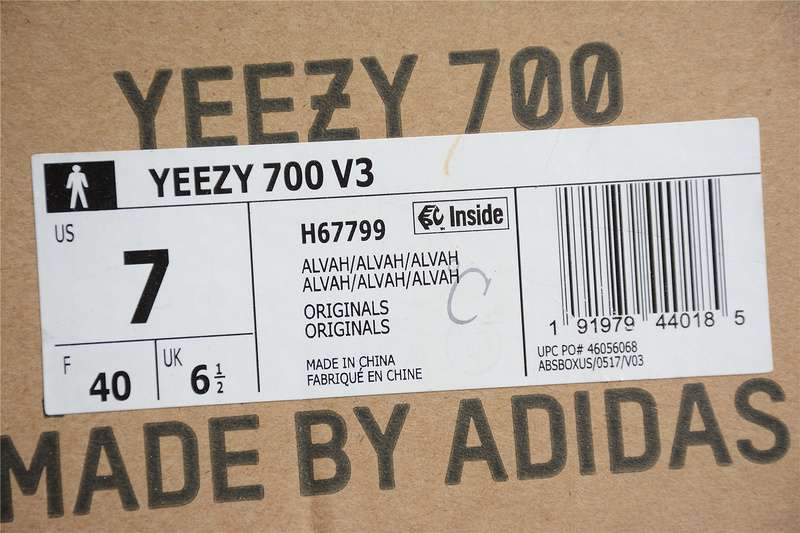 YEEZY 700
YEEZY 700 V3
US
7
F
40
UK
6 1/2
H67799
Inside
ALVAH/ALVAH/ALVAH
ALVAH/ALVAH/ALVAH
ORIGINALS
ORIGINALS
C
MADE IN CHINA
FABRIQUÉ EN CHINE
1 91979 44018 5
UPC PO# 46056068
ABSBOXUS/0517/V03
MADE BY ADIDAS